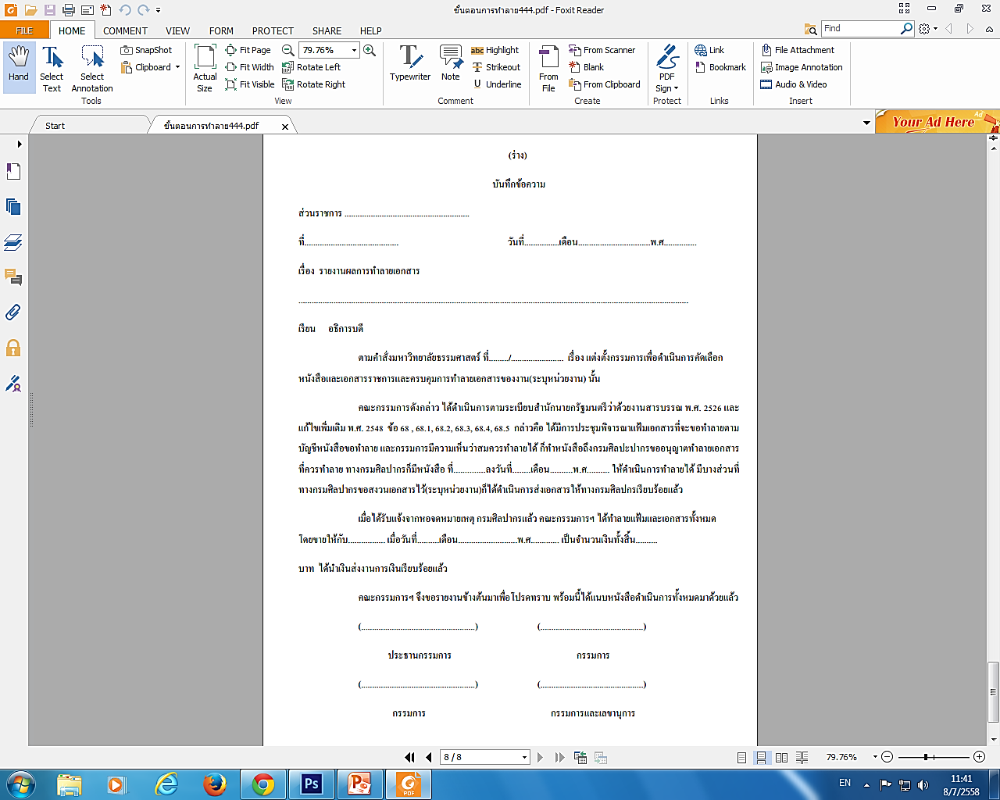 ขั้นตอนการทำลาย444.pdf - Foxit Reader
FILE HOME COMMENT VIEW FORM PROTECT SHARE HELP Find
Hand
Select Text
Select Annotation
SnapShot
Clipboard
Tools
Actual Size
Fit Page
Fit Width
Fit Visible
79.76%
Rotate Left
Rotate Right
View
Typewriter
Note
abc Highlight
Strikeout
Underline
Comment
From File
From Scanner
Blank
From Clipboard
Create
PDF Sign
Protect
Link
Bookmark
Links
File Attachment
Image Annotation
Audio & Video
Insert
Start
ขั้นตอนการทำลาย444.pdf
Your Ad Here
Ad
(ร่าง)
บันทึกข้อความ
ส่วนราชการ .........................................................
ที่........................................... วันที่................เดือน.................................พ.ศ...............
เรื่อง รายงานผลการทำลายเอกสาร
..................................................................................................................................................................................
เรียน อธิการบดี
ตามคำสั่งมหาวิทยาลัยธรรมศาสตร์ ที่........./........................ เรื่อง แต่งตั้งกรรมการเพื่อดำเนินการคัดเลือก
หนังสือและเอกสารราชการและควบคุมการทำลายเอกสารของงาน(ระบุหน่วยงาน) นั้น
คณะกรรมการดังกล่าว ได้ดำเนินการตามระเบียบสำนักนายกรัฐมนตรีว่าด้วยงานสารบรรณ พ.ศ. 2526 และ
แก้ไขเพิ่มเติม พ.ศ. 2548 ข้อ 68 , 68.1, 68.2, 68.3, 68.4, 68.5 กล่าวคือ ได้มีการประชุมพิจารณาแฟ้มเอกสารที่จะขอทำลายตาม
บัญชีหนังสือขอทำลาย และกรรมการมีความเห็นว่าสมควรทำลายได้ ก็ทำหนังสือถึงกรมศิลปะปากรขออนุญาตทำลายเอกสาร
ที่ควรทำลาย ทางกรมศิลปากรก็มีหนังสือ ที่..............ลงวันที่........เดือน..........พ.ศ.......... ให้ดำเนินการทำลายได้ มีบางส่วนที่
ทางกรมศิลปากรขอสงวนเอกสารไว้(ระบุหน่วยงาน)ก็ได้ดำเนินการส่งเอกสารให้ทางกรมศิลปกรเรียบร้อยแล้ว
เมื่อได้รับแจ้งจากหอจดหมายเหตุ กรมศิลปากรแล้ว คณะกรรมการฯ ได้ทำลายแฟ้มและเอกสารทั้งหมด
โดยขายให้กับ................. เมื่อวันที่..........เดือน...........................พ.ศ............. เป็นจำนวนเงินทั้งสิ้น..........
บาท ได้นำเงินส่งงานการเงินเรียบร้อยแล้ว
คณะกรรมการฯ จึงขอรายงานข้างต้นมาเพื่อโปรดทราบ พร้อมนี้ได้แนบหนังสือดำเนินการทั้งหมดมาด้วยแล้ว
(....................................................) (...............................................)
ประธานกรรมการ กรรมการ
(....................................................) (...............................................)
กรรมการ กรรมการและเลขานุการ
8 / 8 79.76%
Ps PDF EN 11:41
8/7/2558